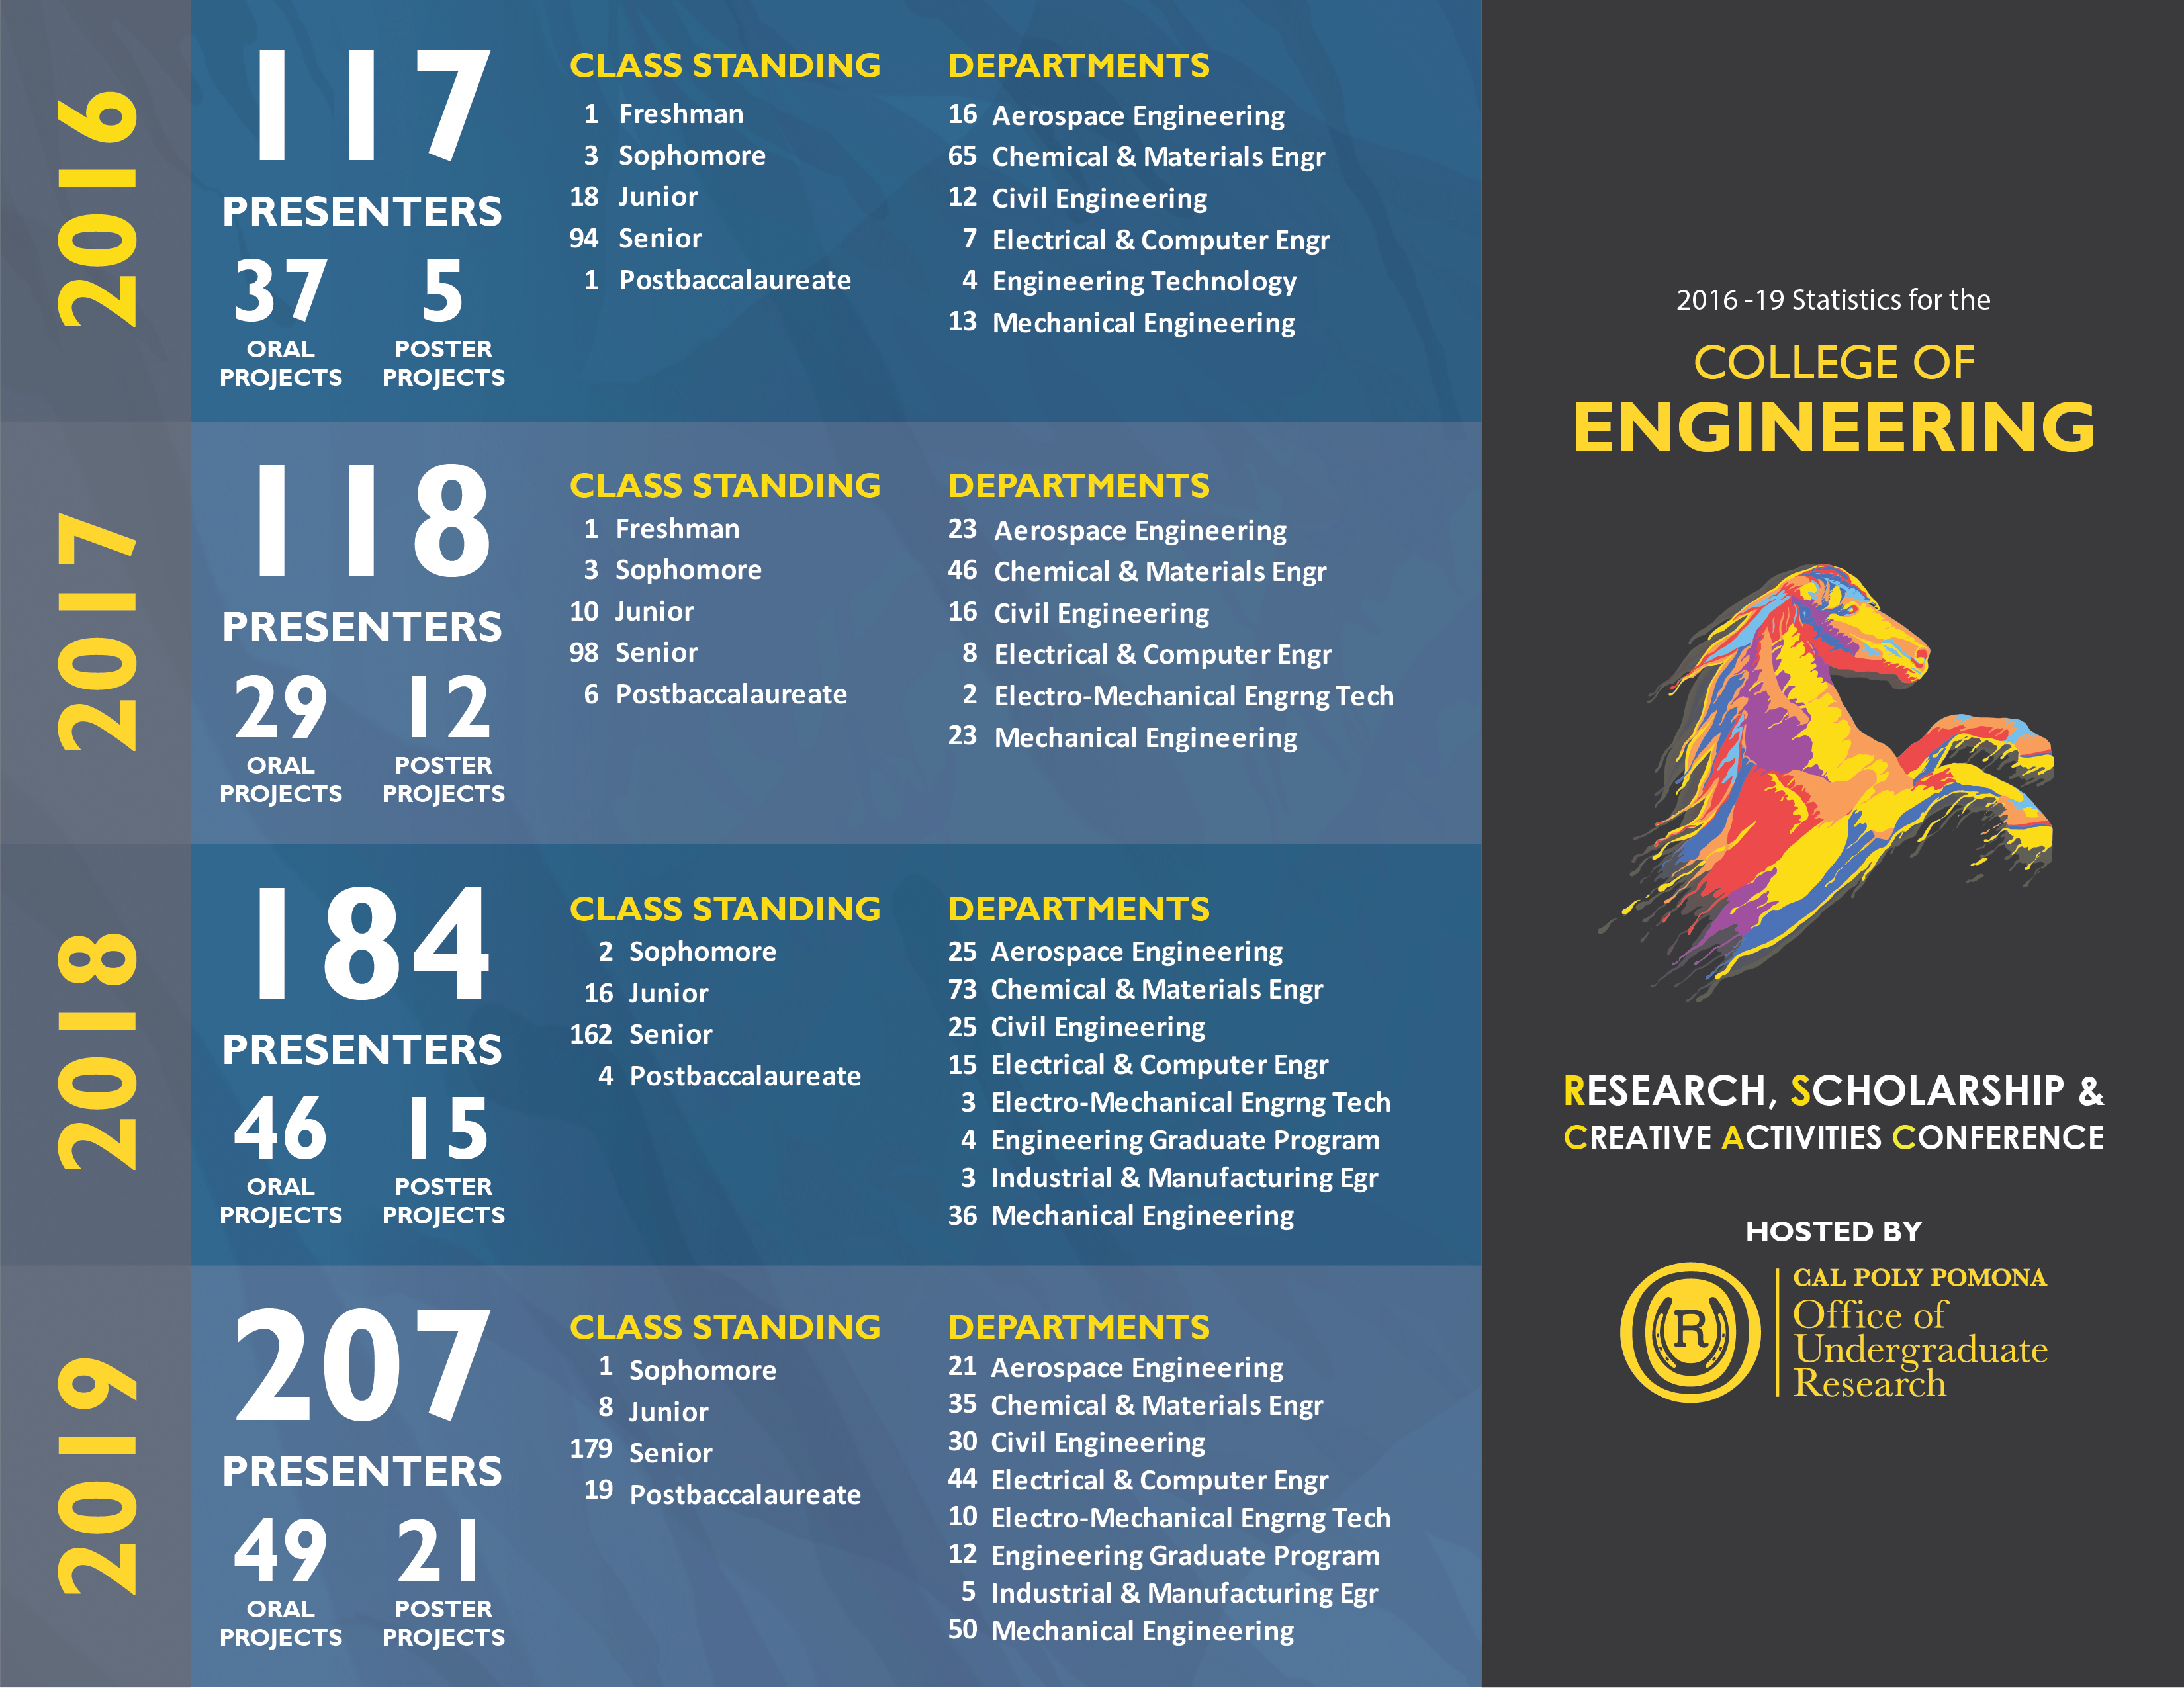 2016
117
PRESENTERS
37 5
ORAL PROJECTS
POSTER PROJECTS
CLASS STANDING
1 Freshman
3 Sophomore
18 Junior
94 Senior
1 Postbaccalaureate
DEPARTMENTS
16 Aerospace Engineering
65 Chemical & Materials Engr
12 Civil Engineering
7 Electrical & Computer Engr
4 Engineering Technology
13 Mechanical Engineering
2017
118
PRESENTERS
29 12
ORAL PROJECTS
POSTER PROJECTS
CLASS STANDING
1 Freshman
3 Sophomore
10 Junior
98 Senior
6 Postbaccalaureate
DEPARTMENTS
23 Aerospace Engineering
46 Chemical & Materials Engr
16 Civil Engineering
8 Electrical & Computer Engr
2 Electro-Mechanical Engrng Tech
23 Mechanical Engineering
2018
184
PRESENTERS
46 15
ORAL PROJECTS
POSTER PROJECTS
CLASS STANDING
2 Sophomore
16 Junior
162 Senior
4 Postbaccalaureate
DEPARTMENTS
25 Aerospace Engineering
73 Chemical & Materials Engr
25 Civil Engineering
15 Electrical & Computer Engr
3 Electro-Mechanical Engrng Tech
4 Engineering Graduate Program
3 Industrial & Manufacturing Egr
36 Mechanical Engineering
2019
207
PRESENTERS
49 21
ORAL PROJECTS
POSTER PROJECTS
CLASS STANDING
1 Sophomore
8 Junior
179 Senior
19 Postbaccalaureate
DEPARTMENTS
21 Aerospace Engineering
35 Chemical & Materials Engr
30 Civil Engineering
44 Electrical & Computer Engr
10 Electro-Mechanical Engrng Tech
12 Engineering Graduate Program
5 Industrial & Manufacturing Egr
50 Mechanical Engineering
2016 -19 Statistics for the
COLLEGE OF
ENGINEERING
RESEARCH, SCHOLARSHIP &
CREATIVE ACTIVITIES CONFERENCE
HOSTED BY
R
CAL POLY POMONA
Office of
Undergraduate
Research